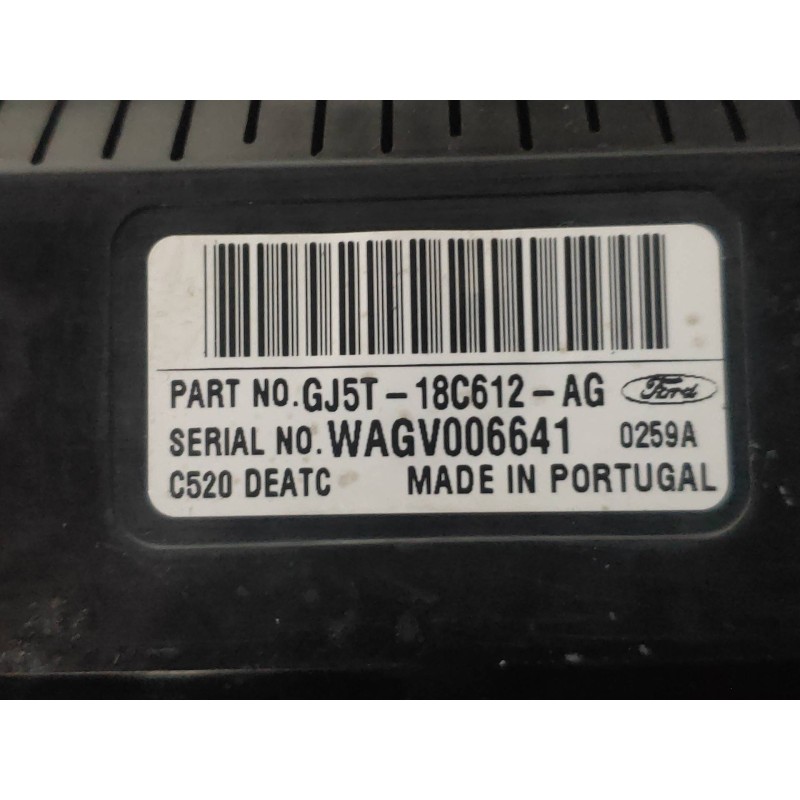 PART NO.GJ5T-18C612-AG Ford
SERIAL NO.WAGV006641 0259A
C520 DEATC MADE IN PORTUGAL